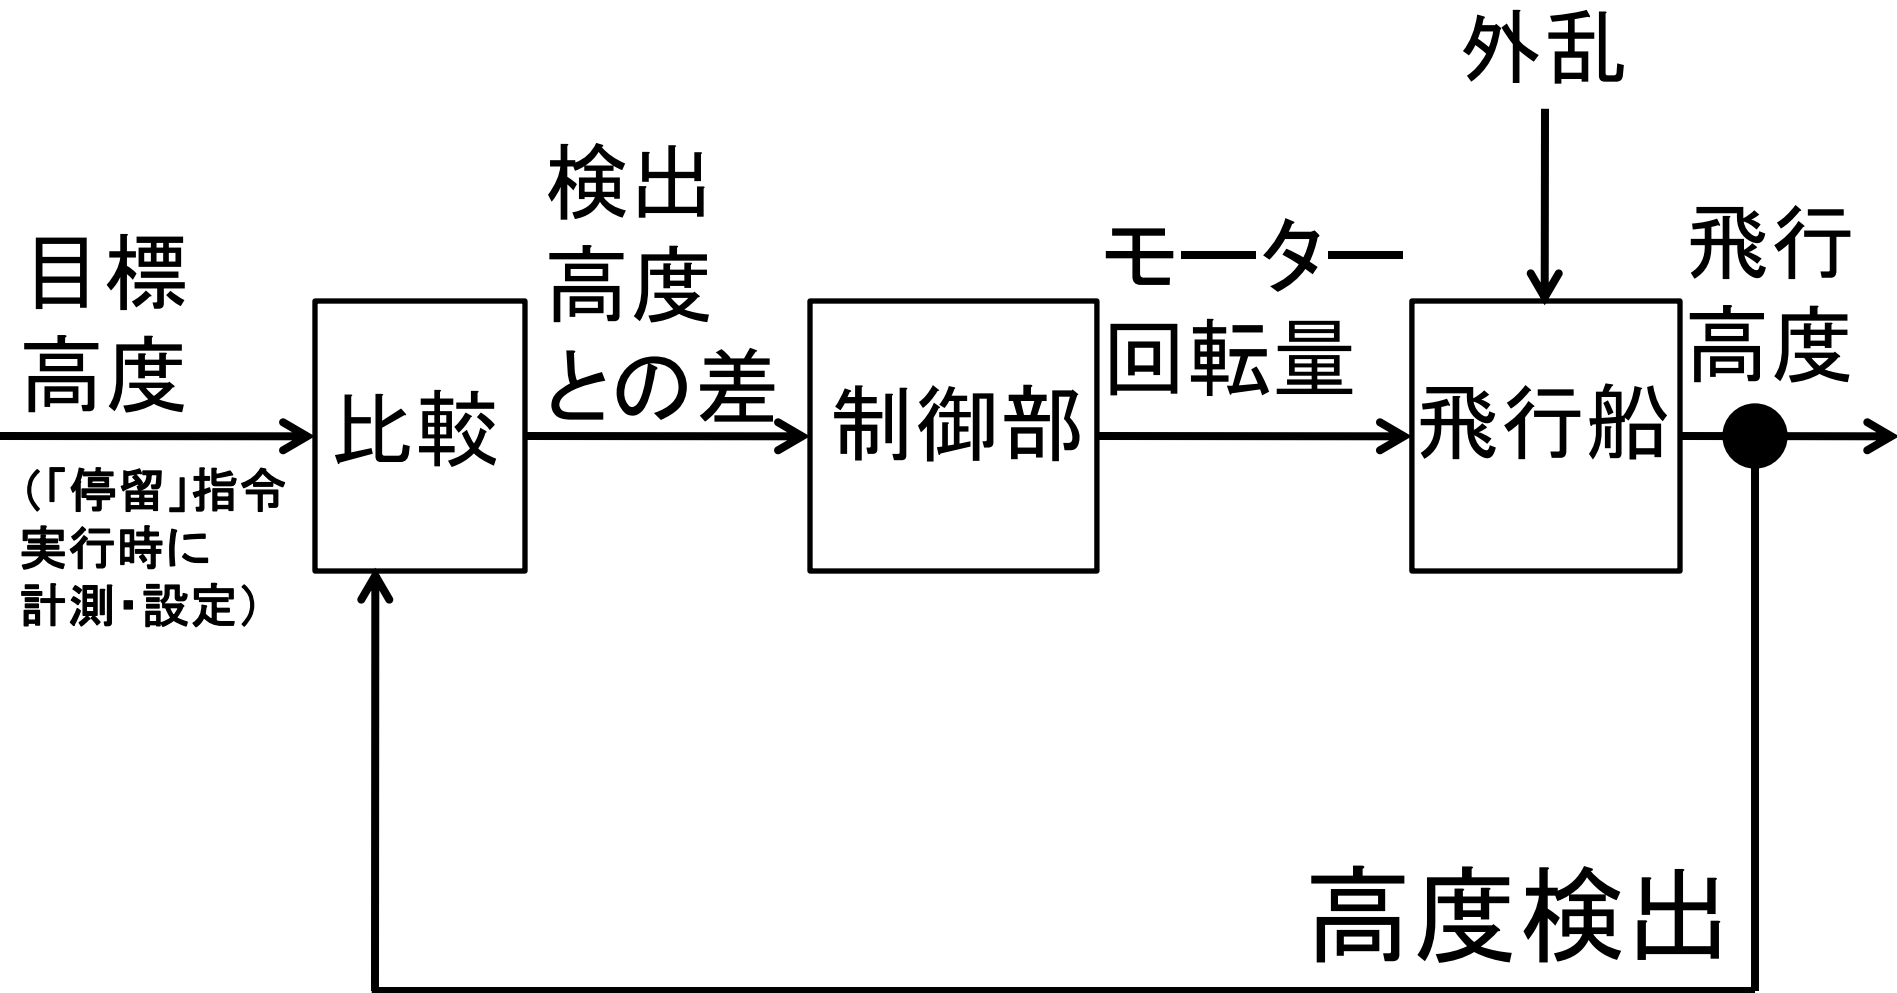 目標
高度
（「停留」指令
実行時に
計測・設定）
比較
検出
高度
との差
制御部
モーター
回転量
外乱
飛行船
飛行
高度
高度検出